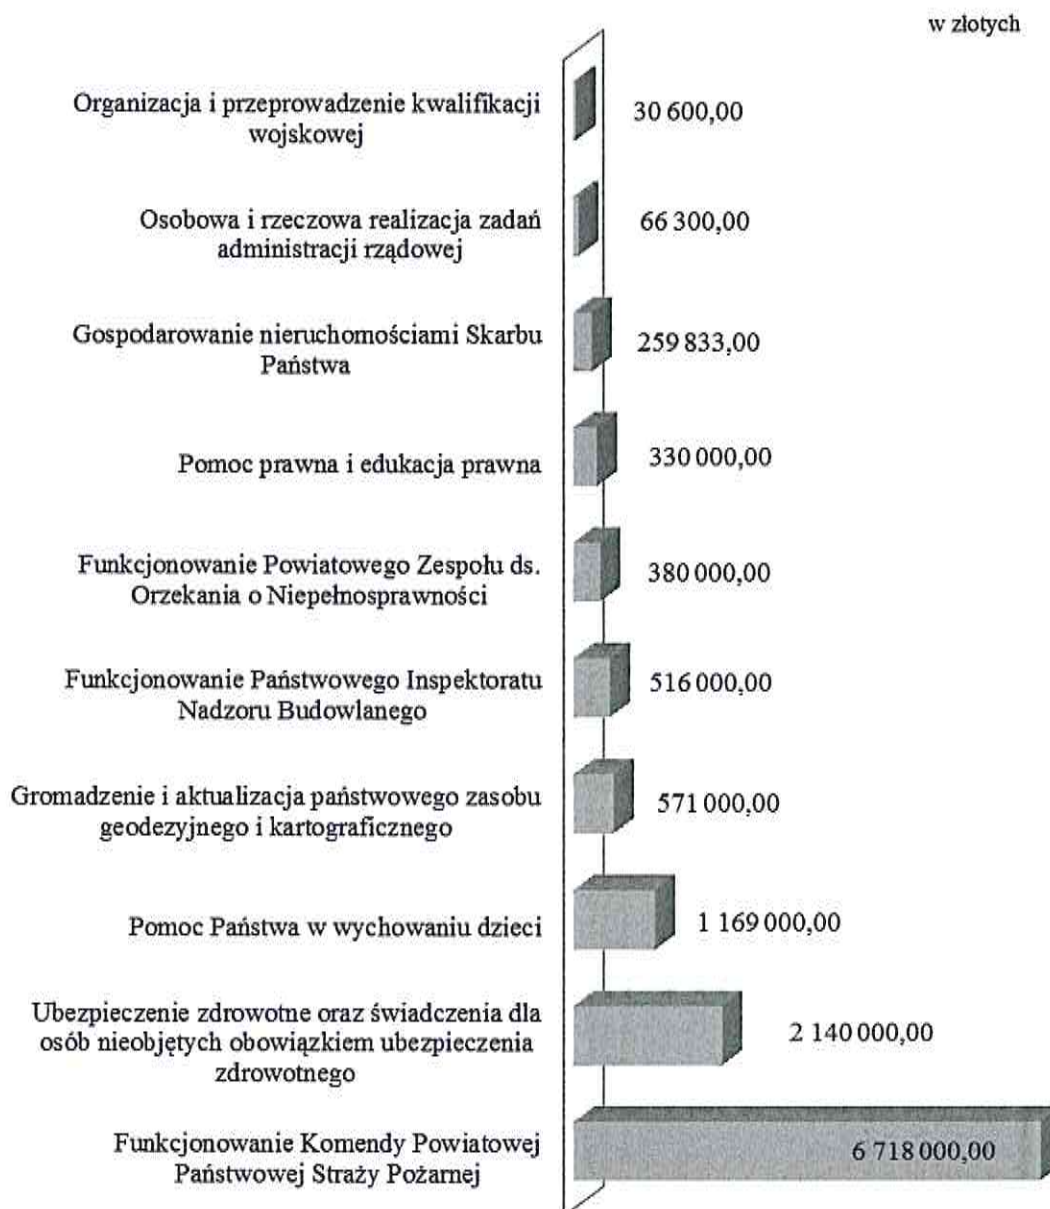 w złotych
Organizacja i przeprowadzenie kwalifikacji
wojskowej
30 600,00
Osobowa i rzeczowa realizacja zadań
administracji rządowej
66 300,00
Gospodarowanie nieruchomościami Skarbu
Państwa
259 833,00
Pomoc prawna i edukacja prawna
330 000,00
Funkcjonowanie Powiatowego Zespołu ds.
Orzekania o Niepełnosprawności
380 000,00
Funkcjonowanie Państwowego Inspektoratu
Nadzoru Budowlanego
516 000,00
Gromadzenie i aktualizacja państwowego zasobu
geodezyjnego i kartograficznego
571 000,00
Pomoc Państwa w wychowaniu dzieci
1 169 000,00
Ubezpieczenie zdrowotne oraz świadczenia dla
osób nieobjętych obowiązkiem ubezpieczenia
zdrowotnego
2 140 000,00
Funkcjonowanie Komendy Powiatowej
Państwowej Straży Pożarnej
6 718 000,00